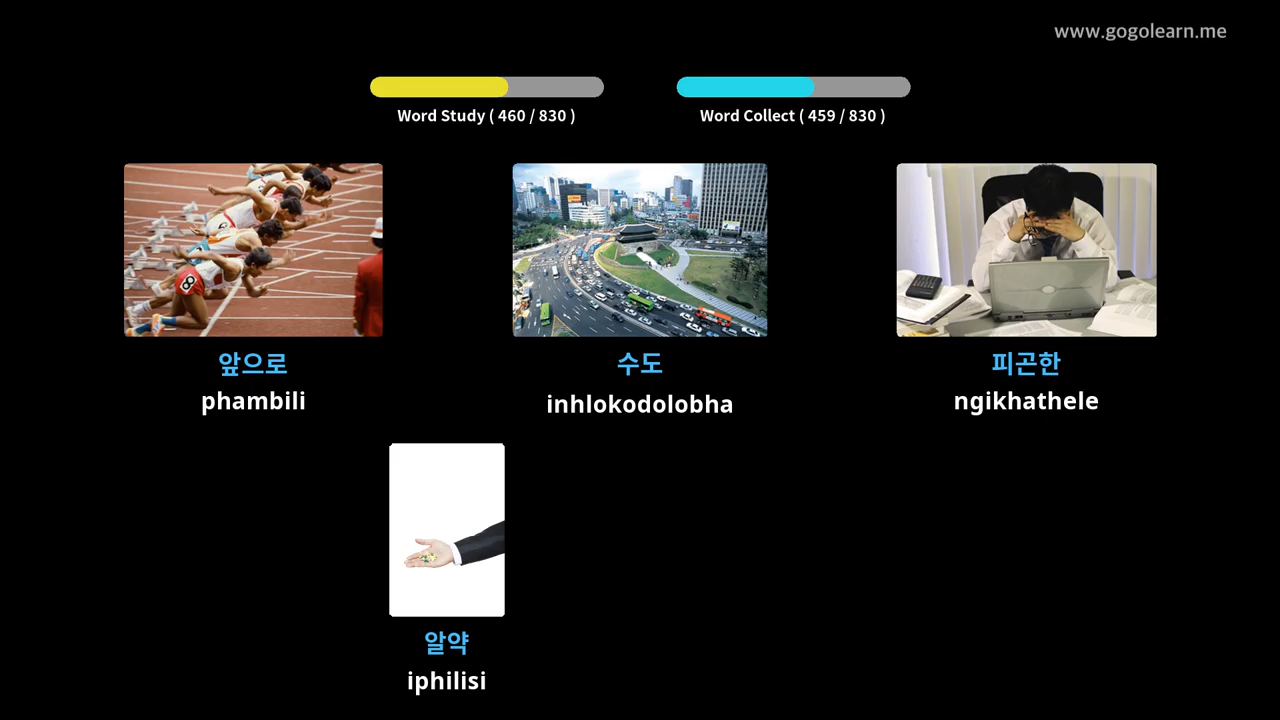 www.gogolearn.me
Word Study ( 460 / 830 )
Word Collect ( 459 / 830 )
8
앞으로
phambili
수도
inhlokodolobha
피곤한
ngikhathele
알약
iphilisi